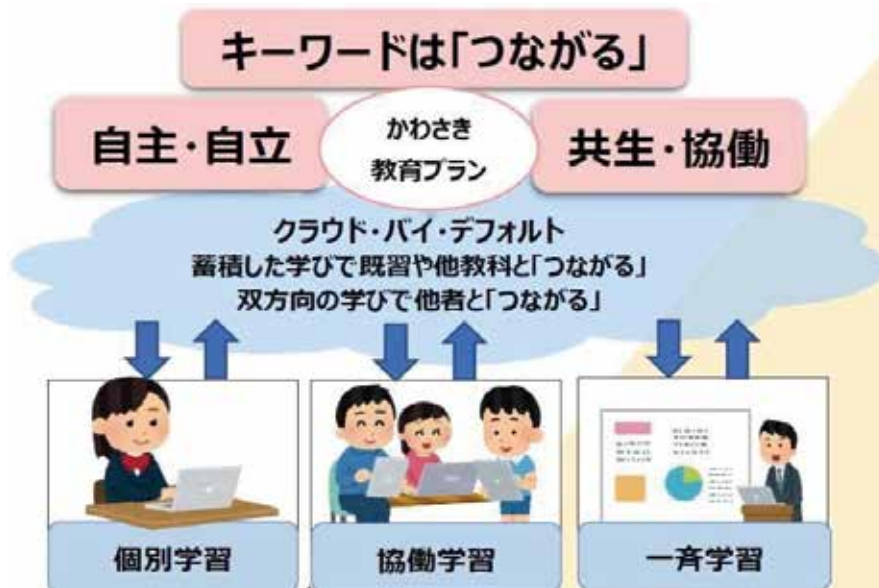 キーワードは「つながる」
自主・自立
かわさき
教育プラン
共生・協働
クラウド・バイ・デフォルト
蓄積した学びで既習や他教科と「つながる」
双方向の学びで他者と「つながる」
個別学習
協働学習
一斉学習